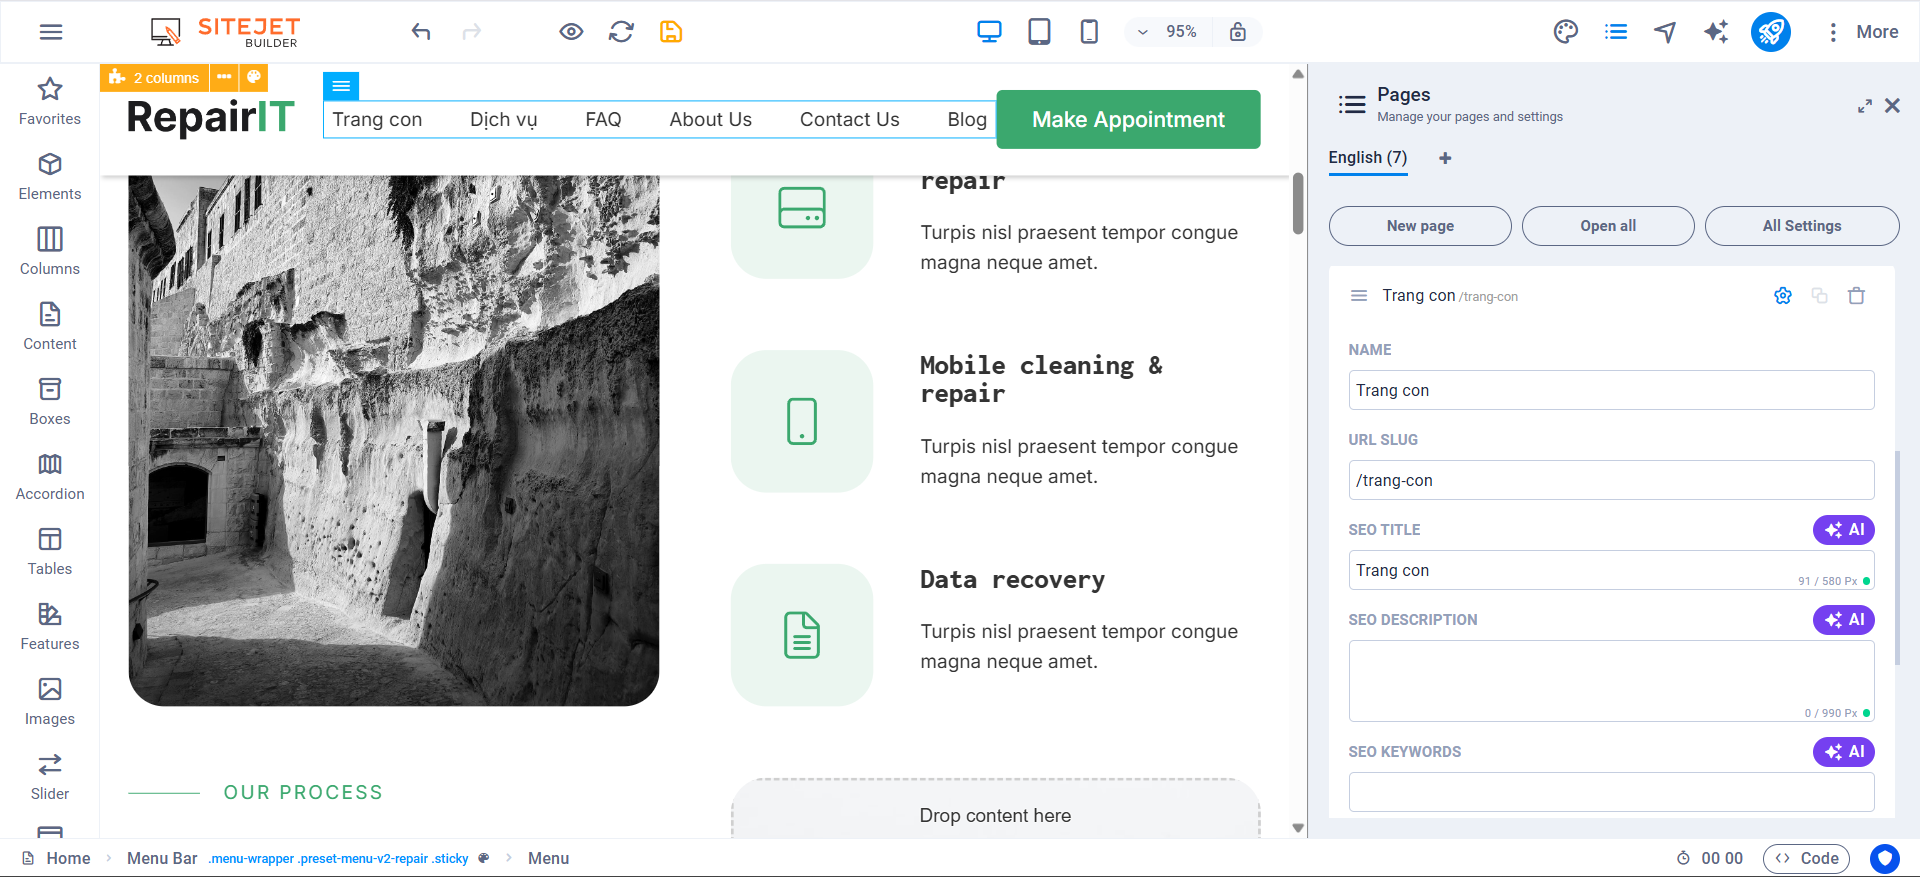 SITEJET
BUILDER
95%
More
Favorites
Elements
Columns
Content
Boxes
Accordion
Tables
Features
Images
Slider
2 columns
RepairIT
Trang con
Dịch vụ
FAQ
About Us
Contact Us
Blog
Make Appointment
repair
Turpis nisl praesent tempor congue
magna neque amet.
Mobile cleaning &
repair
Turpis nisl praesent tempor congue
magna neque amet.
Data recovery
Turpis nisl praesent tempor congue
magna neque amet.
OUR PROCESS
Drop content here
Pages
Manage your pages and settings
English (7)
New page
Open all
All Settings
Trang con /trang-con
NAME
Trang con
URL SLUG
/trang-con
SEO TITLE
AI
Trang con
91 / 580 Px
SEO DESCRIPTION
AI
0 / 990 Px
SEO KEYWORDS
AI
Home
Menu Bar .menu-wrapper .preset-menu-v2-repair .sticky
Menu
00 00
Code